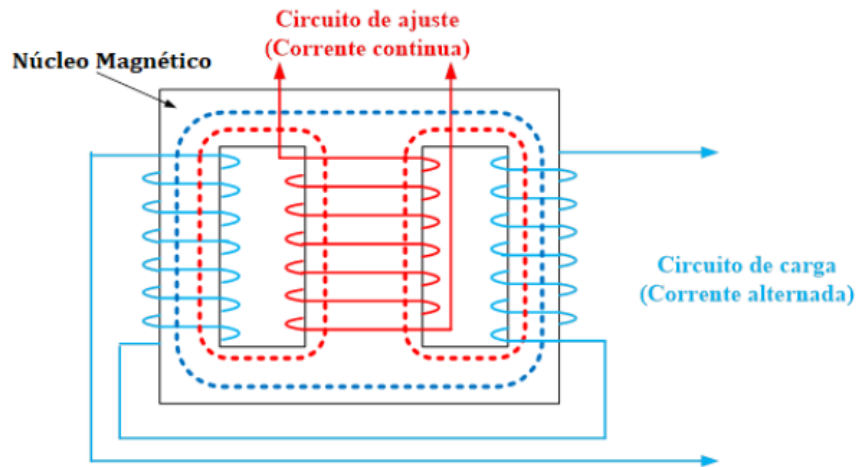 Circuito de ajuste
(Corrente continua)
Núcleo Magnético
Circuito de carga
(Corrente alternada)